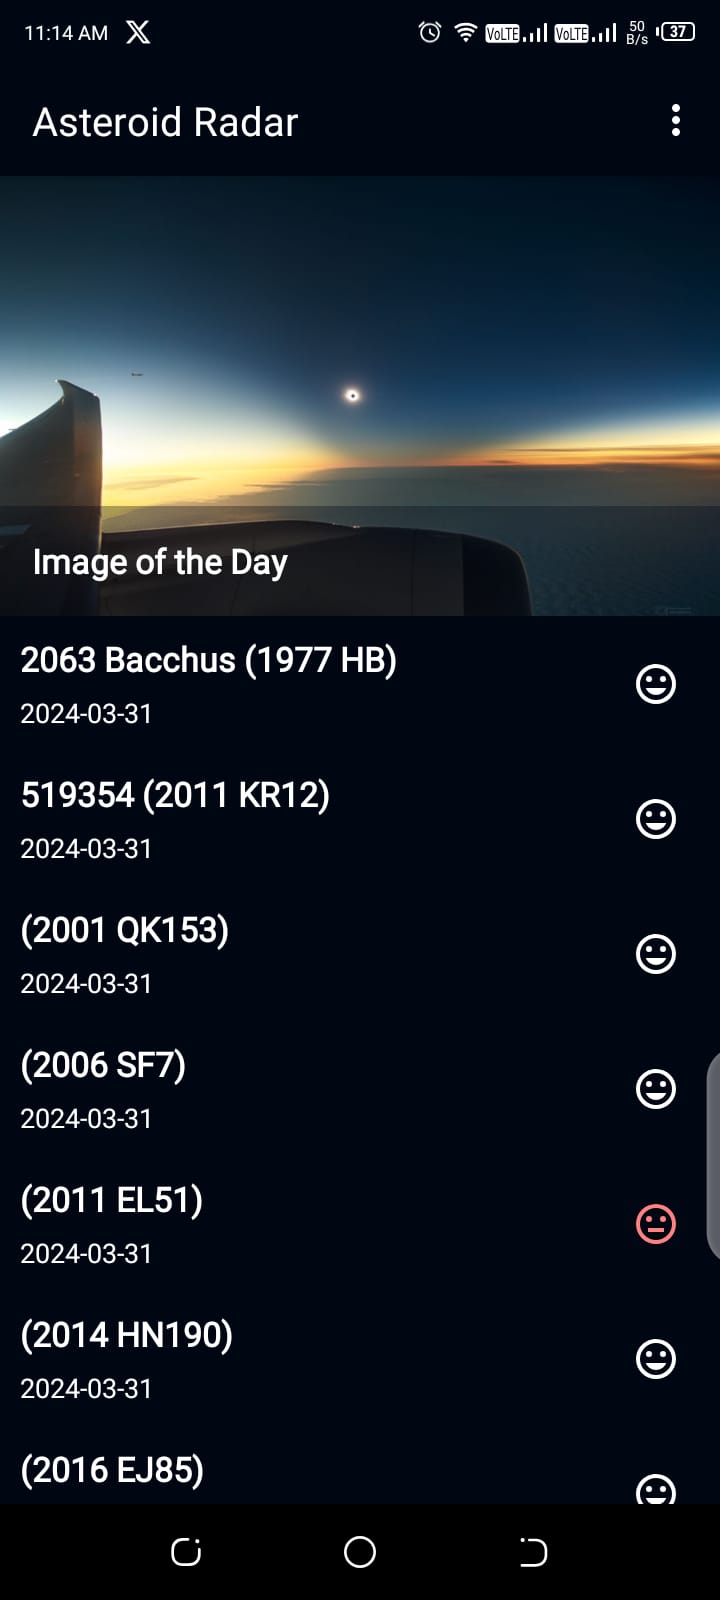 11:14 AM X VoLTE VoLTE 50 B/s 37
Asteroid Radar
Image of the Day
2063 Bacchus (1977 HB)
2024-03-31
519354 (2011 KR12)
2024-03-31
(2001 QK153)
2024-03-31
(2006 SF7)
2024-03-31
(2011 EL51)
2024-03-31
(2014 HN190)
2024-03-31
(2016 EJ85)